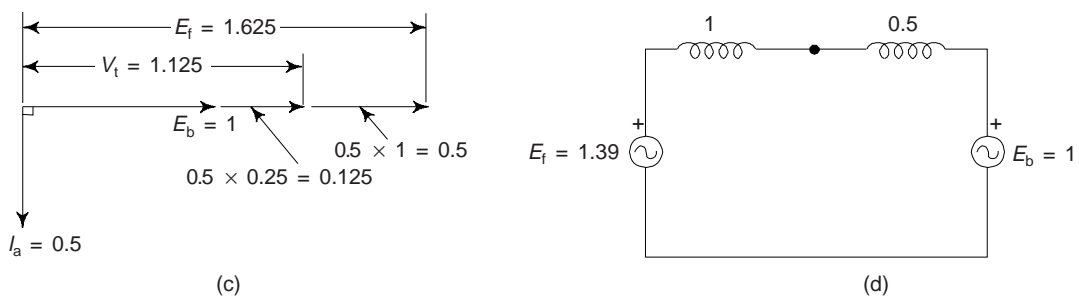 E_f = 1.625
V_t = 1.125
E_b = 1
0.5 × 1 = 0.5
0.5 × 0.25 = 0.125
I_a = 0.5
(c)
1
0.5
+
+
E_f = 1.39
E_b = 1
(d)